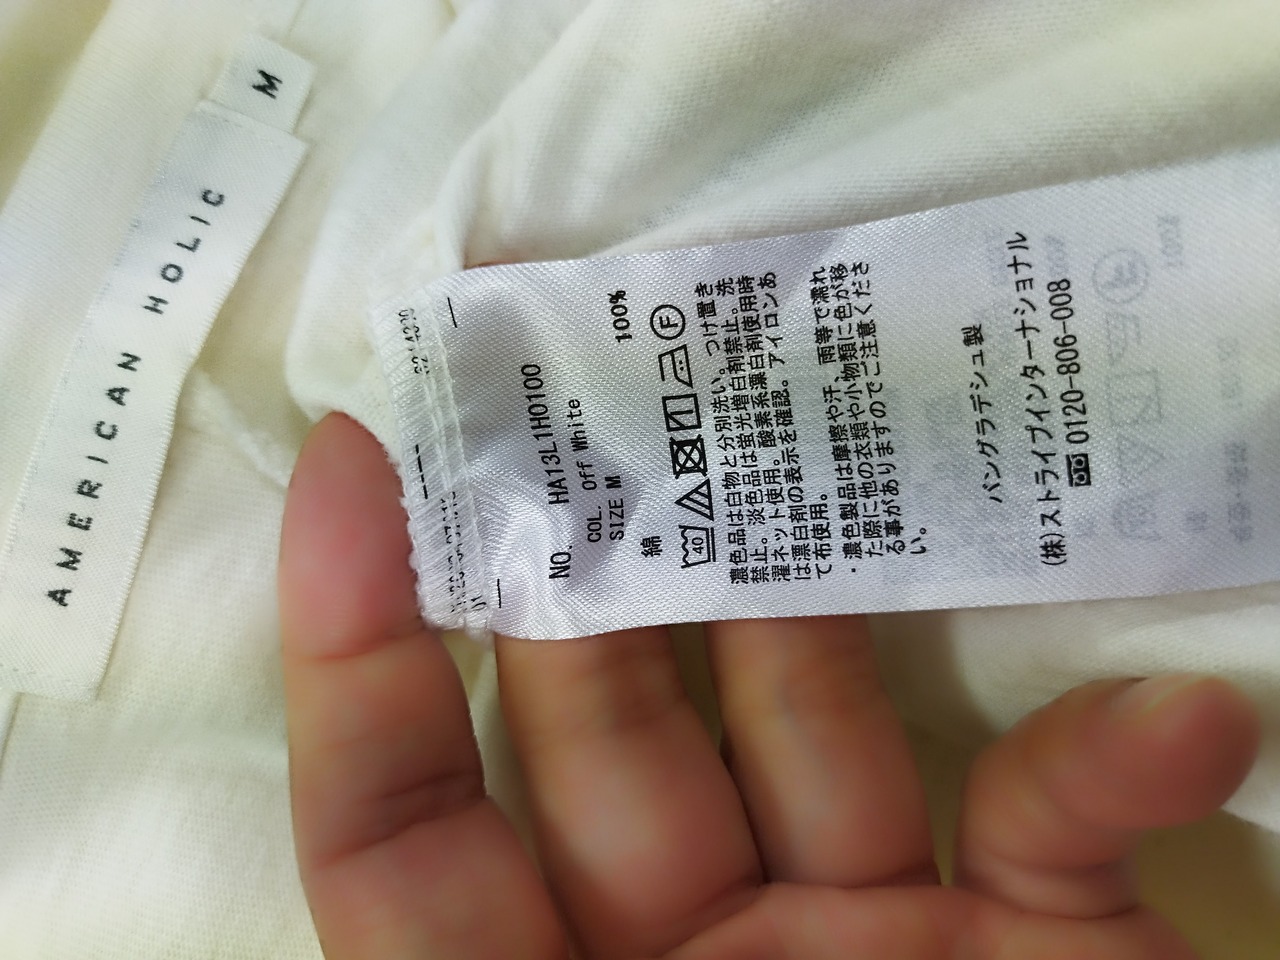 M
AMERICAN HOLIC
NO. HA13L1H0100
COL. Off White
SIZE M
綿 100%
40
F
濃色品は白物と分別洗い。つけ置き
禁止。淡色品は蛍光増白剤禁止。洗
濯ネット使用。酸素系漂白剤使用時
は漂白剤の表示を確認。アイロンあ
て布使用。
・濃色製品は摩擦や汗、雨等で濡れ
た際に他の衣類や小物類に色が移
る事がありますのでご注意くださ
い。
バングラデシュ製
(株)ストライプインターナショナル
0120-806-008